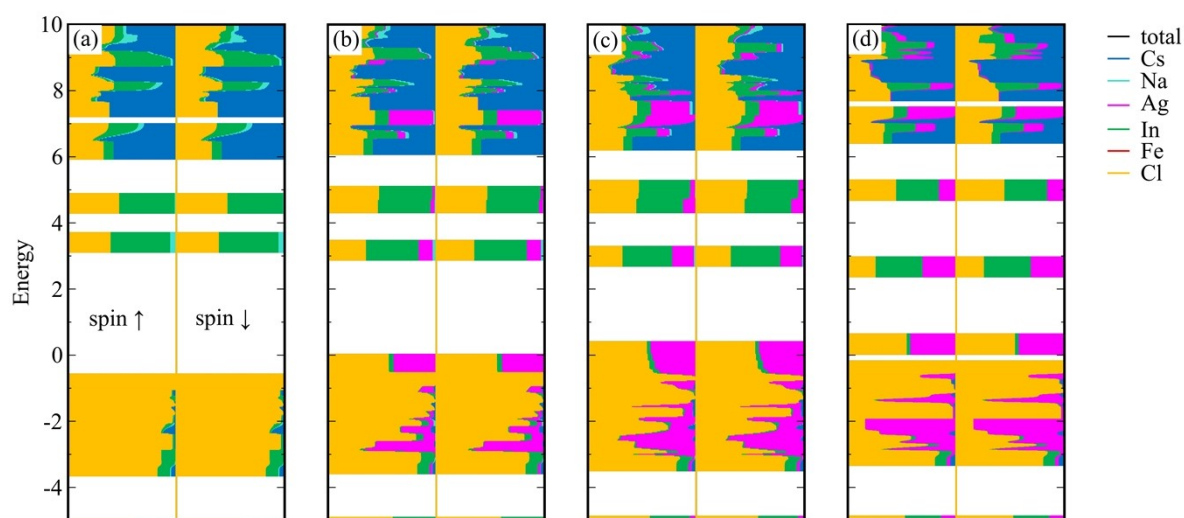 (a)
(b)
(c)
(d)
10
8
6
4
2
0
-2
-4
Energy
spin ↑
spin ↓
total
Cs
Na
Ag
In
Fe
Cl